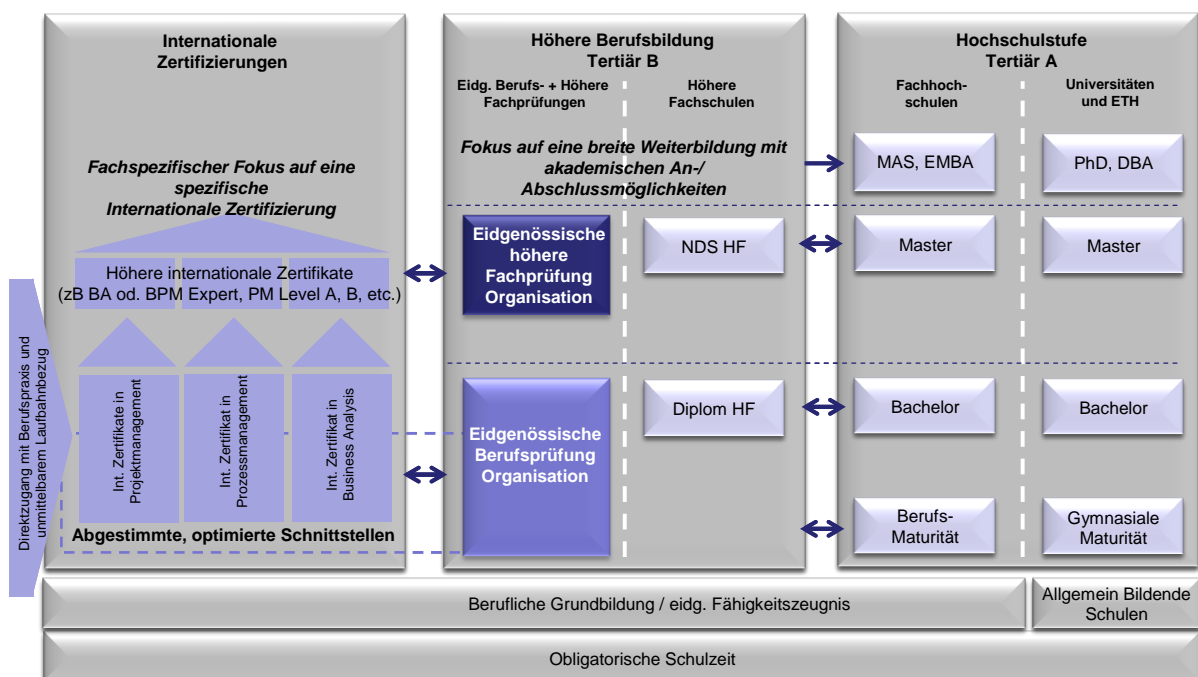 Internationale
Zertifizierungen
Fachspezifischer Fokus auf eine
spezifische
Internationale Zertifizierung
Höhere internationale Zertifikate
(zB BA od. BPM Expert, PM Level A, B, etc.)
Direktzugang mit Berufspraxis und
unmittelbarem Laufbahnbezug
Int. Zertifikate in
Projektmanagement
Int. Zertifikat in
Prozessmanagement
Int. Zertifikat in
Business Analysis
Abgestimmte, optimierte Schnittstellen
Höhere Berufsbildung
Tertiär B
Eidg. Berufs- + Höhere
Fachprüfungen
Höhere
Fachschulen
Fokus auf eine breite Weiterbildung mit
akademischen An-/
Abschlussmöglichkeiten
Eidgenössische
höhere
Fachprüfung
Organisation
NDS HF
Eidgenössische
Berufsprüfung
Organisation
Diplom HF
Hochschulstufe
Tertiär A
Fachhoch-
schulen
Universitäten
und ETH
MAS, EMBA
PhD, DBA
Master
Master
Bachelor
Bachelor
Berufs-
Maturität
Gymnasiale
Maturität
Berufliche Grundbildung / eidg. Fähigkeitszeugnis
Allgemein Bildende
Schulen
Obligatorische Schulzeit